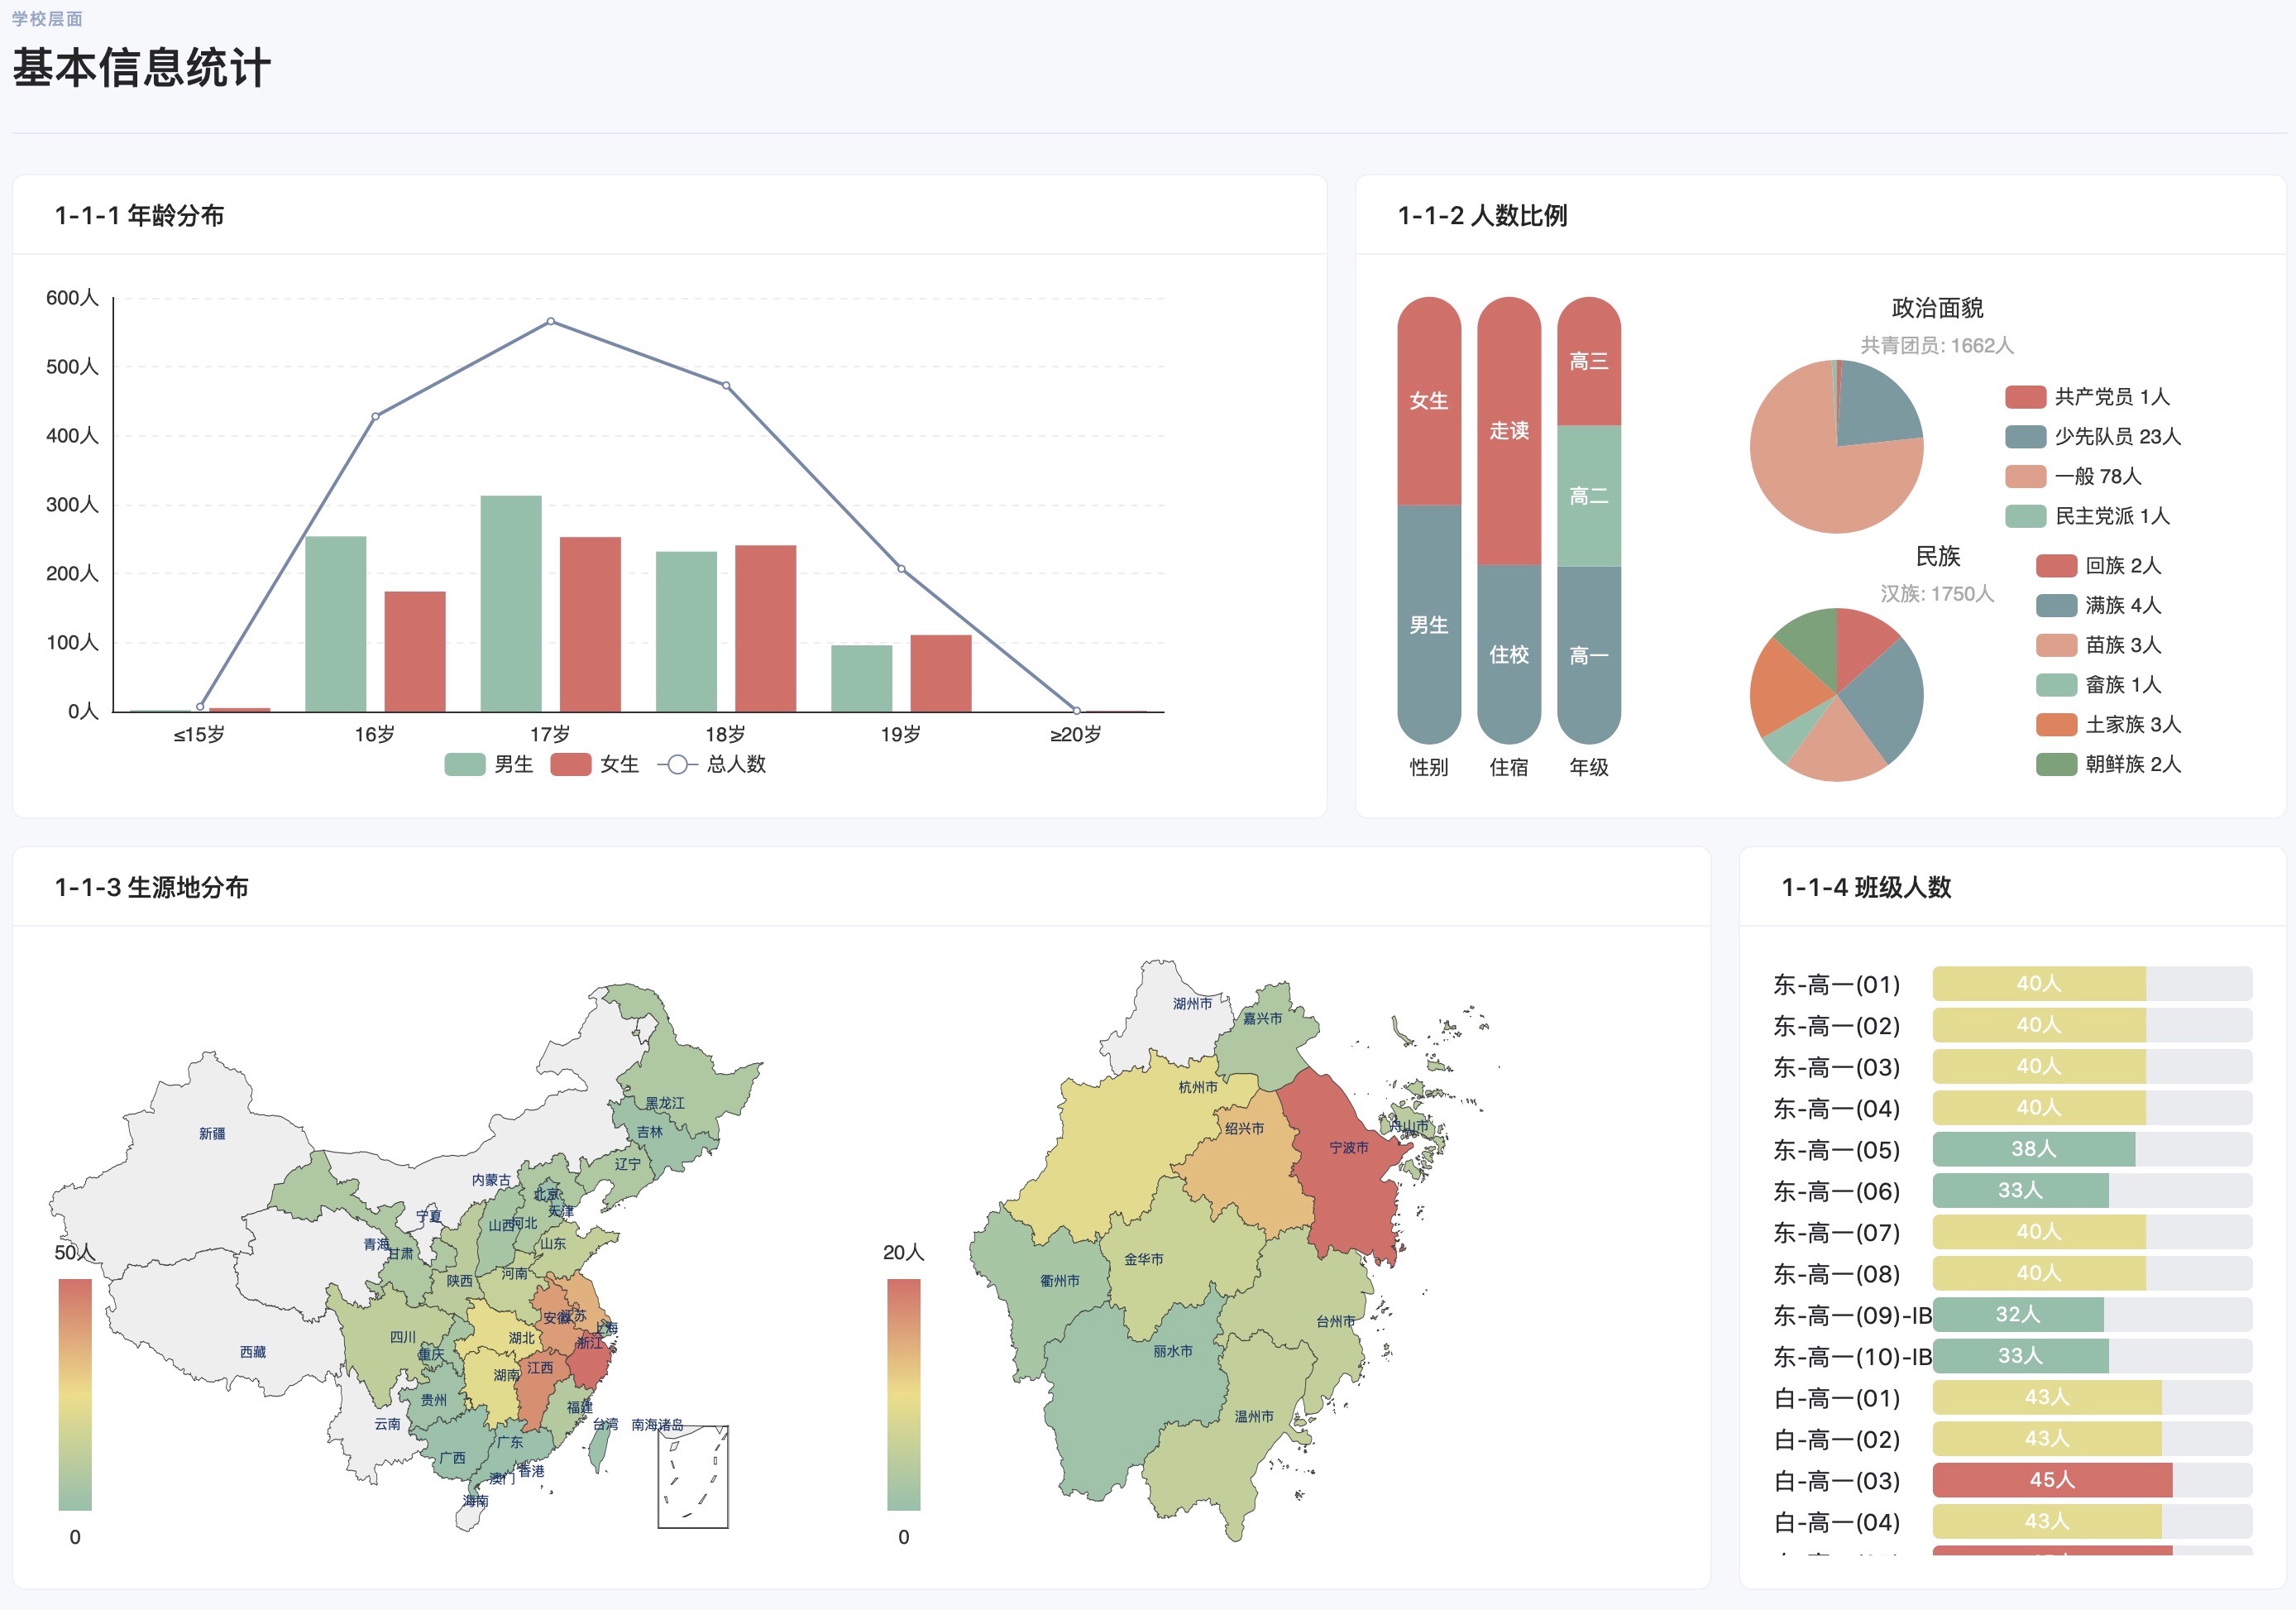 学校层面
基本信息统计
1-1-1 年龄分布
600人
500人
400人
300人
200人
100人
0人
≤15岁
16岁
17岁
18岁
19岁
≥20岁
男生
女生
总人数
1-1-2 人数比例
女生
男生
性别
走读
住校
住宿
高三
高二
高一
年级
政治面貌
共青团员: 1662人
共产党员 1人
少先队员 23人
一般 78人
民主党派 1人
民族
汉族: 1750人
回族 2人
满族 4人
苗族 3人
畲族 1人
土家族 3人
朝鲜族 2人
1-1-3 生源地分布
50人
0
黑龙江
吉林
新疆
辽宁
内蒙古
北京
天津
宁夏
山西
河北
青海
甘肃
山东
陕西
河南
安徽
江苏
上海
四川
湖北
浙江
西藏
重庆
江西
湖南
贵州
福建
云南
台湾
南海诸岛
广东
广西
香港
澳门
海南
20人
0
湖州市
嘉兴市
杭州市
绍兴市
舟山市
宁波市
金华市
衢州市
台州市
丽水市
温州市
1-1-4 班级人数
东-高一(01) 40人
东-高一(02) 40人
东-高一(03) 40人
东-高一(04) 40人
东-高一(05) 38人
东-高一(06) 33人
东-高一(07) 40人
东-高一(08) 40人
东-高一(09)-IB 32人
东-高一(10)-IB 33人
白-高一(01) 43人
白-高一(02) 43人
白-高一(03) 45人
白-高一(04) 43人